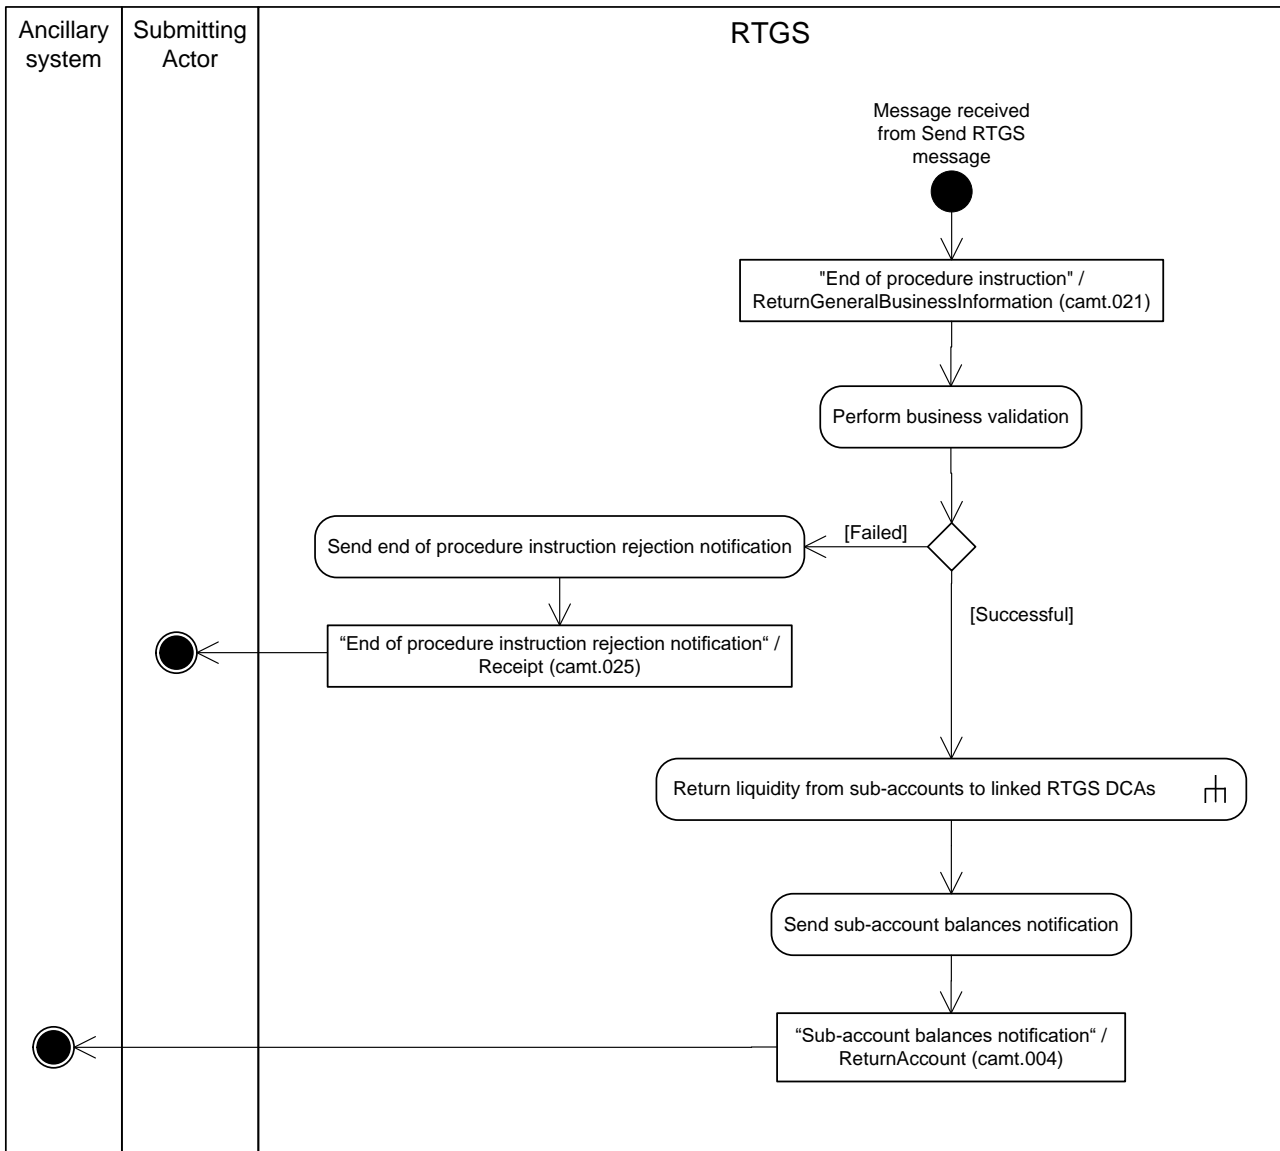 Ancillary
system
Submitting
Actor
RTGS
Message received
from Send RTGS
message
"End of procedure instruction" /
ReturnGeneralBusinessInformation (camt.021)
Perform business validation
[Failed]
Send end of procedure instruction rejection notification
[Successful]
“End of procedure instruction rejection notification“ /
Receipt (camt.025)
Return liquidity from sub-accounts to linked RTGS DCAs
Send sub-account balances notification
“Sub-account balances notification“ /
ReturnAccount (camt.004)